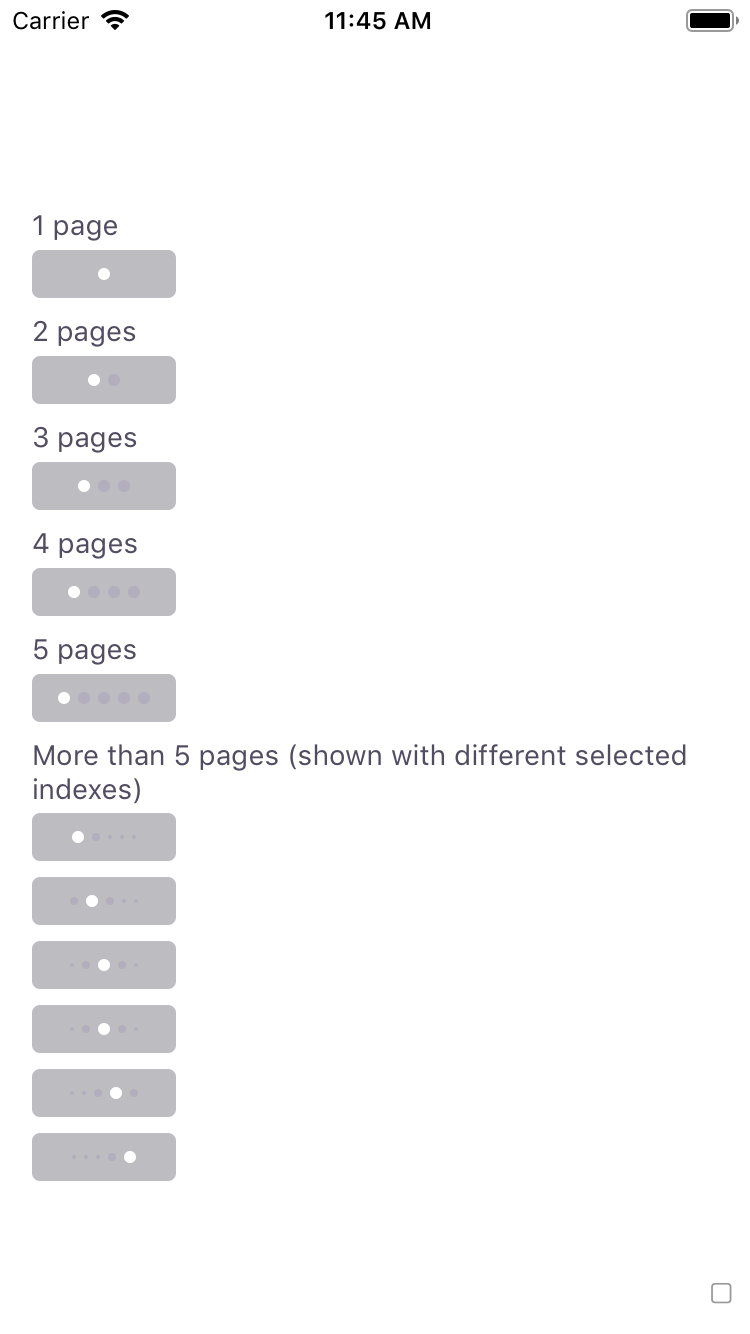 Carrier 11:45 AM
1 page
2 pages
3 pages
4 pages
5 pages
More than 5 pages (shown with different selected
indexes)